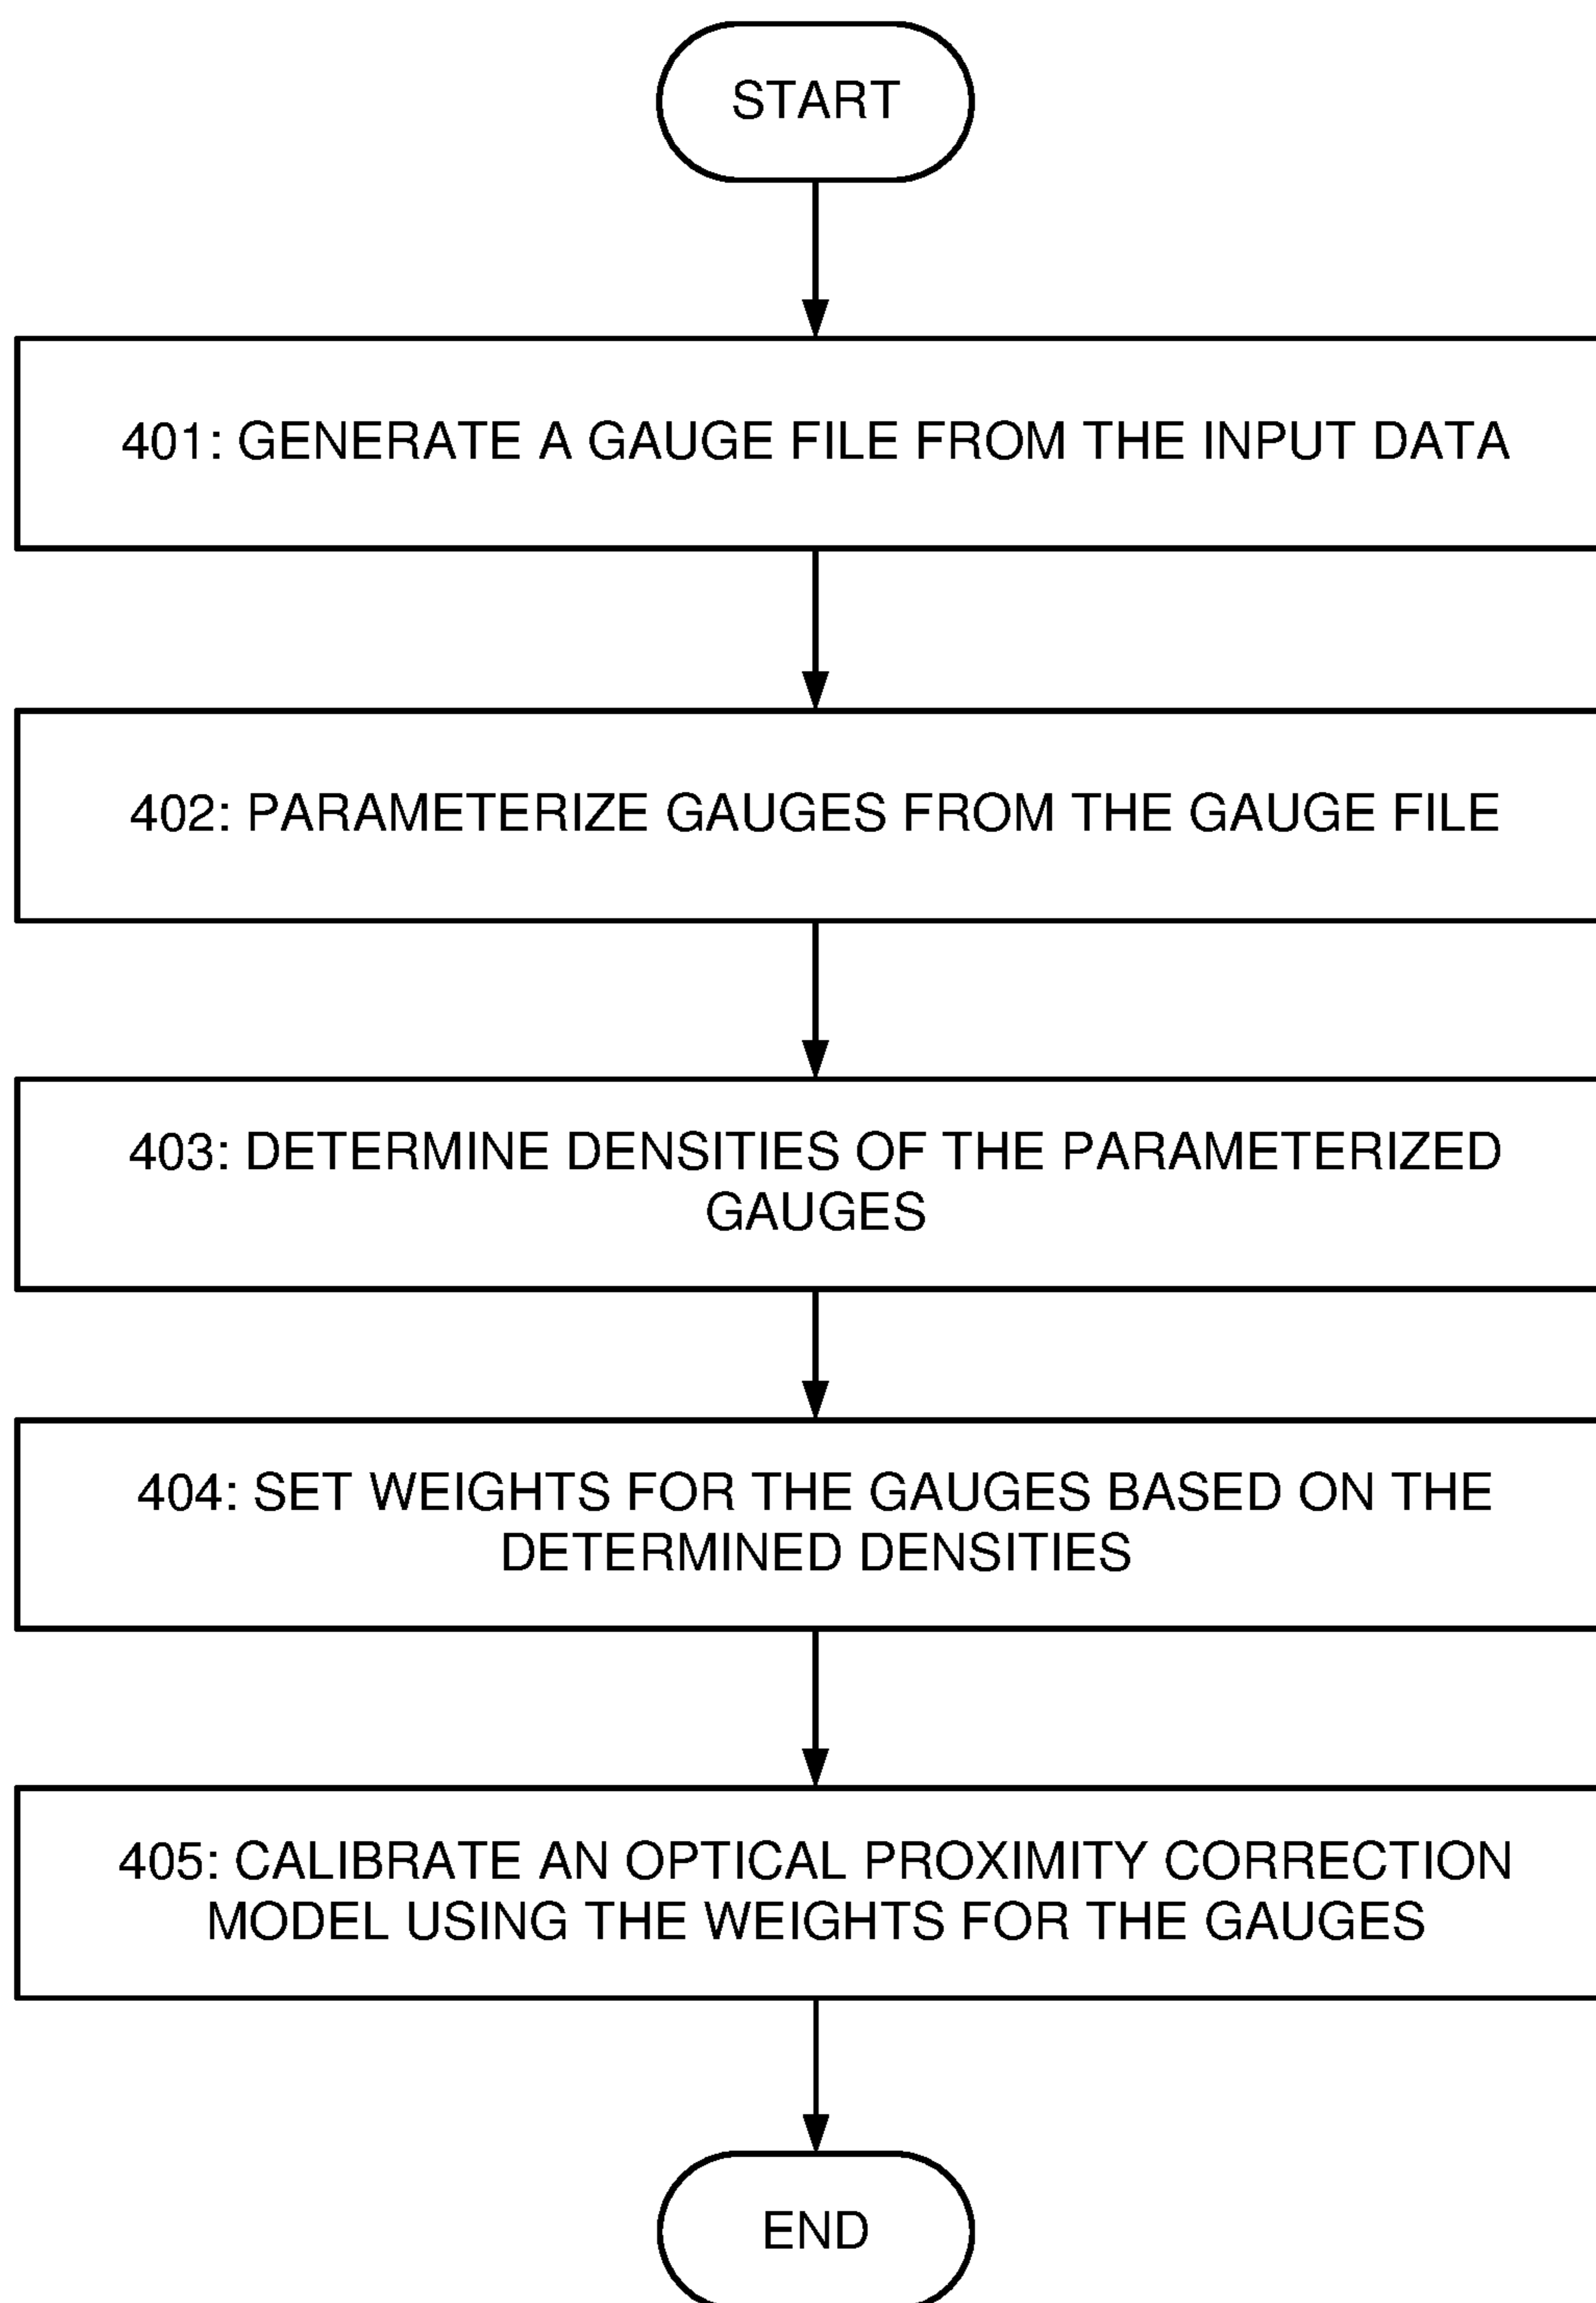 START
401: GENERATE A GAUGE FILE FROM THE INPUT DATA
402: PARAMETERIZE GAUGES FROM THE GAUGE FILE
403: DETERMINE DENSITIES OF THE PARAMETERIZED
GAUGES
404: SET WEIGHTS FOR THE GAUGES BASED ON THE
DETERMINED DENSITIES
405: CALIBRATE AN OPTICAL PROXIMITY CORRECTION
MODEL USING THE WEIGHTS FOR THE GAUGES
END